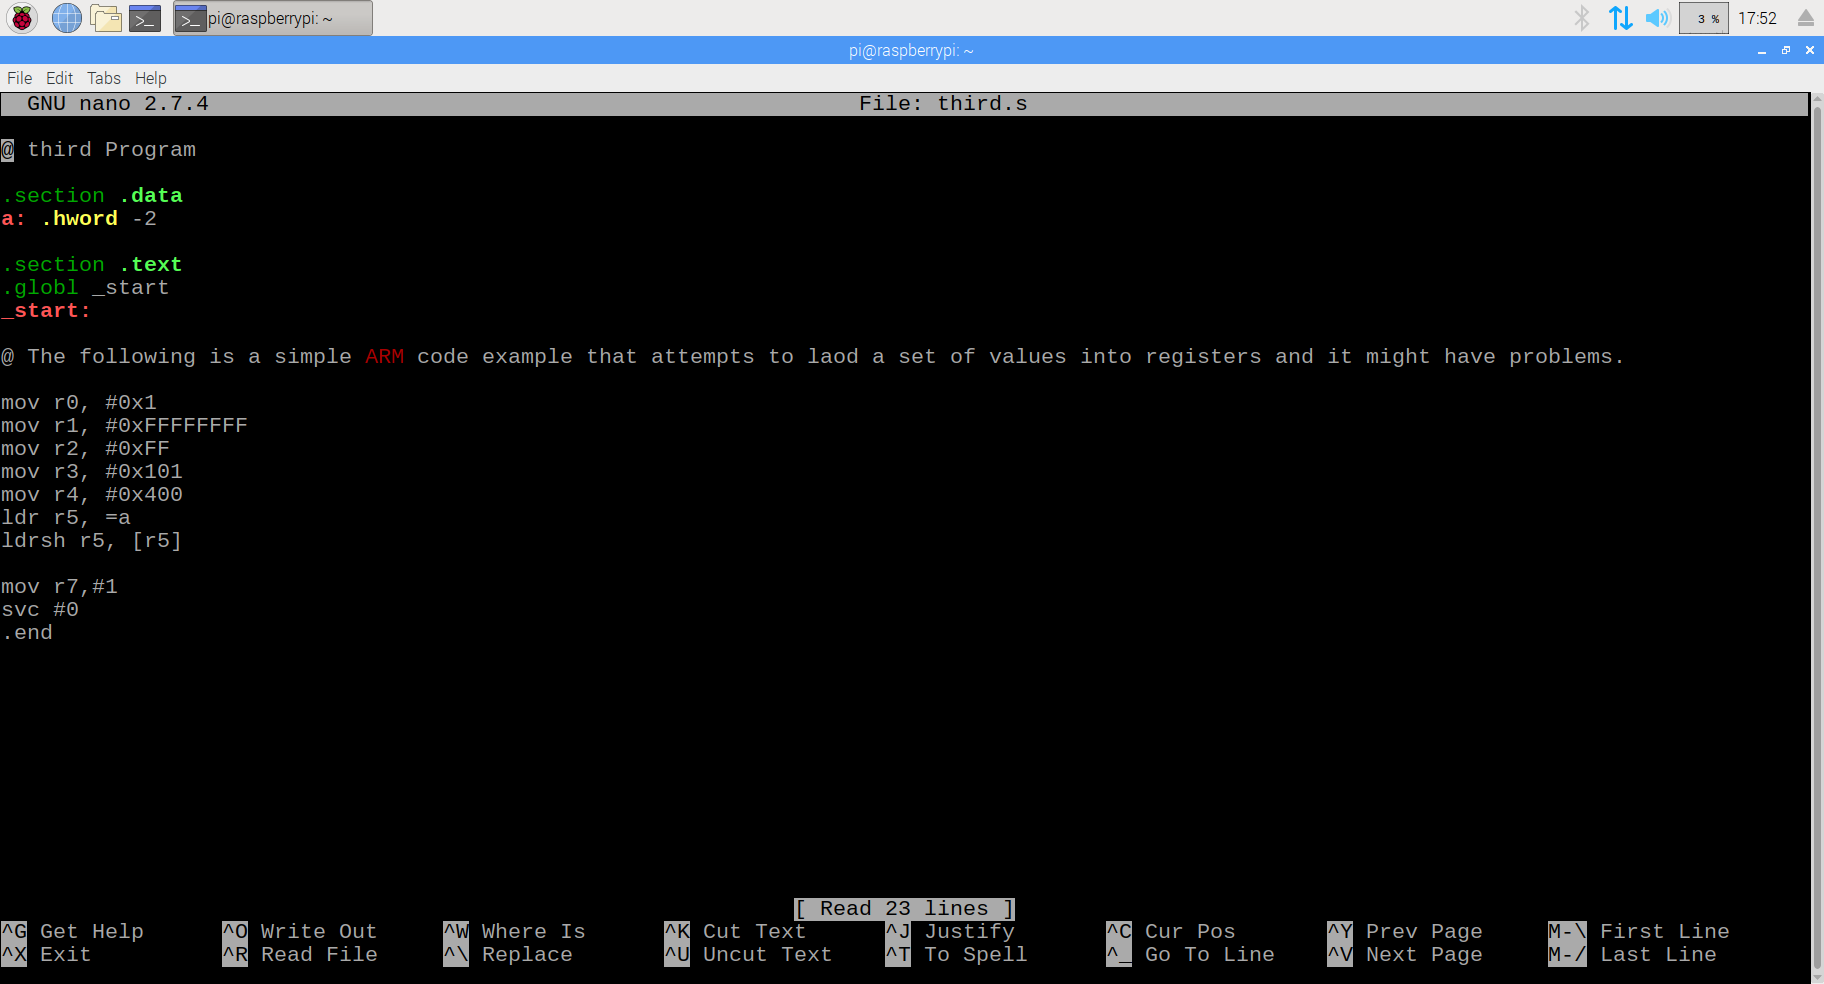 pi@raspberrypi: ~
3 %
17:52
pi@raspberrypi: ~
File Edit Tabs Help
GNU nano 2.7.4 File: third.s
@ third Program
.section .data
a: .hword -2
.section .text
.globl _start
_start:
@ The following is a simple ARM code example that attempts to laod a set of values into registers and it might have problems.
mov r0, #0x1
mov r1, #0xFFFFFFFF
mov r2, #0xFF
mov r3, #0x101
mov r4, #0x400
ldr r5, =a
ldrsh r5, [r5]
mov r7,#1
svc #0
.end
[ Read 23 lines ]
^G Get Help ^O Write Out ^W Where Is ^K Cut Text ^J Justify ^C Cur Pos ^Y Prev Page M-\ First Line
^X Exit ^R Read File ^\ Replace ^U Uncut Text ^T To Spell ^_ Go To Line ^V Next Page M-/ Last Line